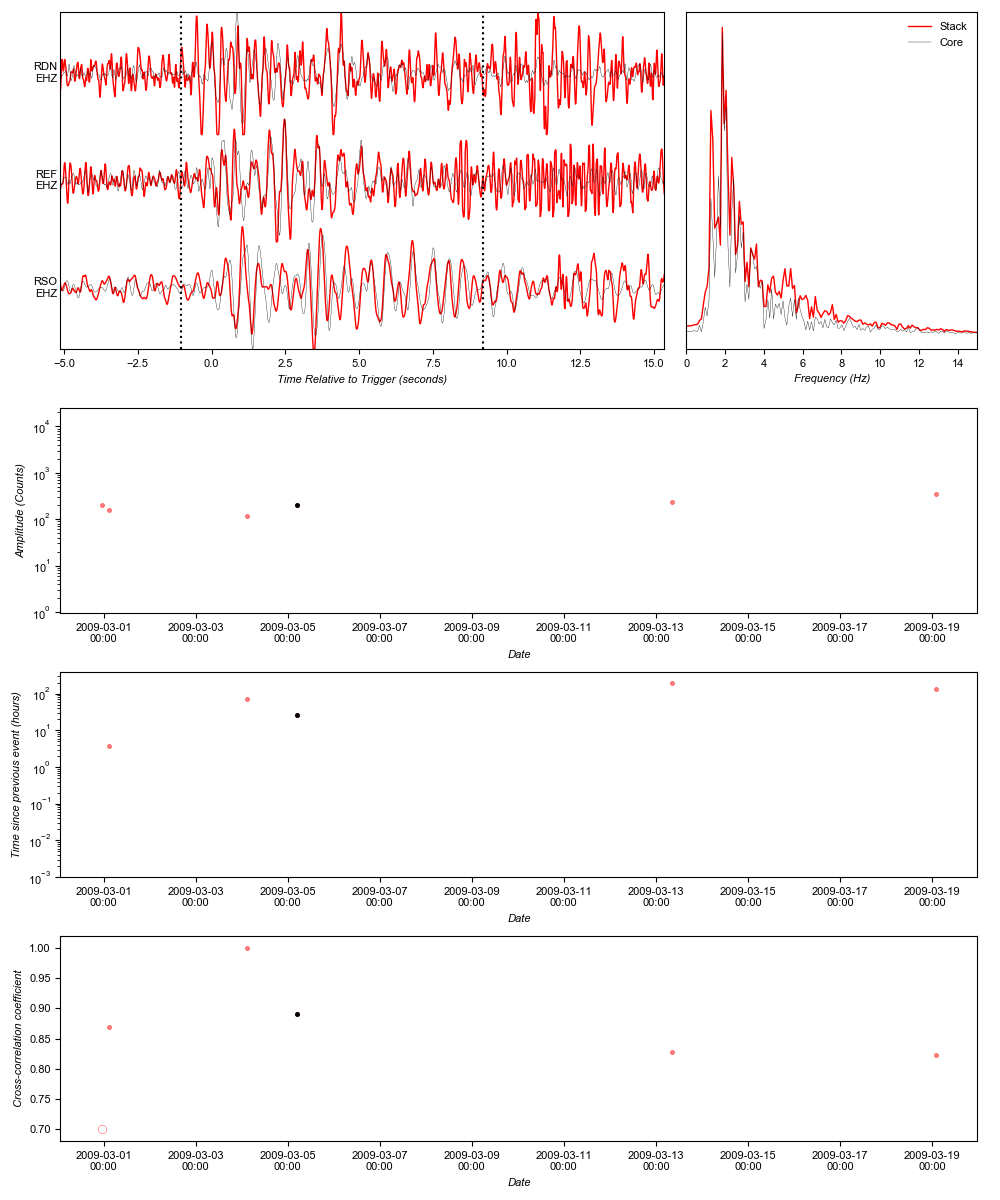 RDN
EHZ
REF
EHZ
RSO
EHZ
−5.0 −2.5 0.0 2.5 5.0 7.5 10.0 12.5 15.0
Time Relative to Trigger (seconds)
Stack
Core
0 2 4 6 8 10 12 14
Frequency (Hz)
Amplitude (Counts)
10⁴
10³
10²
10¹
10⁰
2009-03-01 2009-03-03 2009-03-05 2009-03-07 2009-03-09 2009-03-11 2009-03-13 2009-03-15 2009-03-17 2009-03-19
00:00 00:00 00:00 00:00 00:00 00:00 00:00 00:00 00:00 00:00
Date
Time since previous event (hours)
10²
10¹
10⁰
10⁻¹
10⁻²
10⁻³
2009-03-01 2009-03-03 2009-03-05 2009-03-07 2009-03-09 2009-03-11 2009-03-13 2009-03-15 2009-03-17 2009-03-19
00:00 00:00 00:00 00:00 00:00 00:00 00:00 00:00 00:00 00:00
Date
Cross-correlation coefficient
1.00
0.95
0.90
0.85
0.80
0.75
0.70
2009-03-01 2009-03-03 2009-03-05 2009-03-07 2009-03-09 2009-03-11 2009-03-13 2009-03-15 2009-03-17 2009-03-19
00:00 00:00 00:00 00:00 00:00 00:00 00:00 00:00 00:00 00:00
Date